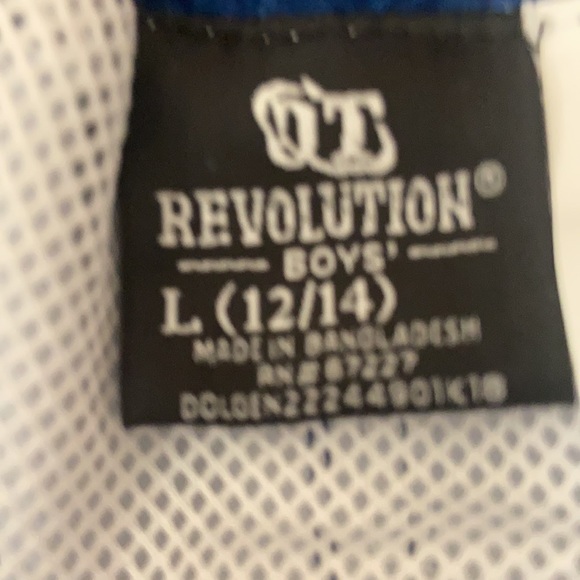 REVOLUTION®
BOYS'
L (12/14)
MADE IN BANGLADESH
RN# 67227